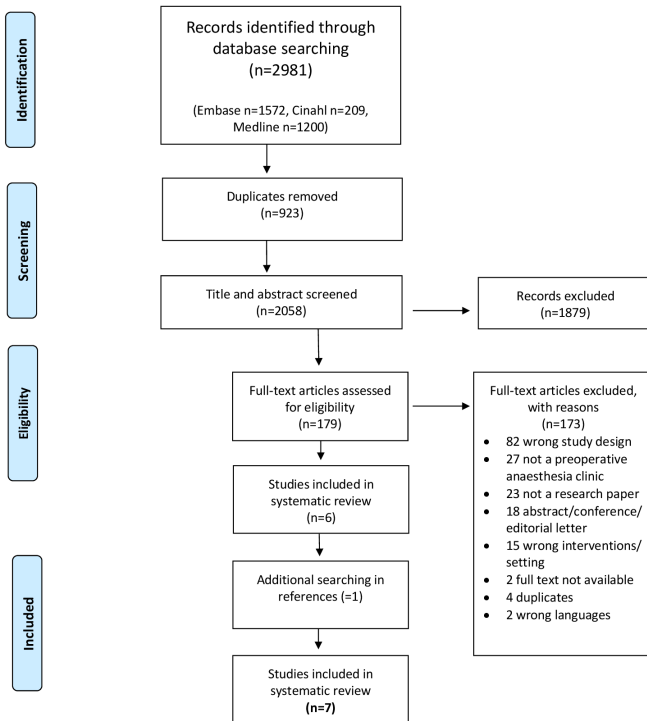 Identification
Records identified through
database searching
(n=2981)
(Embase n=1572, Cinahl n=209,
Medline n=1200)
Screening
Duplicates removed
(n=923)
Title and abstract screened
(n=2058)
Records excluded
(n=1879)
Eligibility
Full-text articles assessed
for eligibility
(n=179)
Full-text articles excluded,
with reasons
(n=173)
• 82 wrong study design
• 27 not a preoperative
anaesthesia clinic
• 23 not a research paper
• 18 abstract/conference/
editorial letter
• 15 wrong interventions/
setting
• 2 full text not available
• 4 duplicates
• 2 wrong languages
Studies included in
systematic review
(n=6)
Included
Additional searching in
references (=1)
Studies included in
systematic review
(n=7)